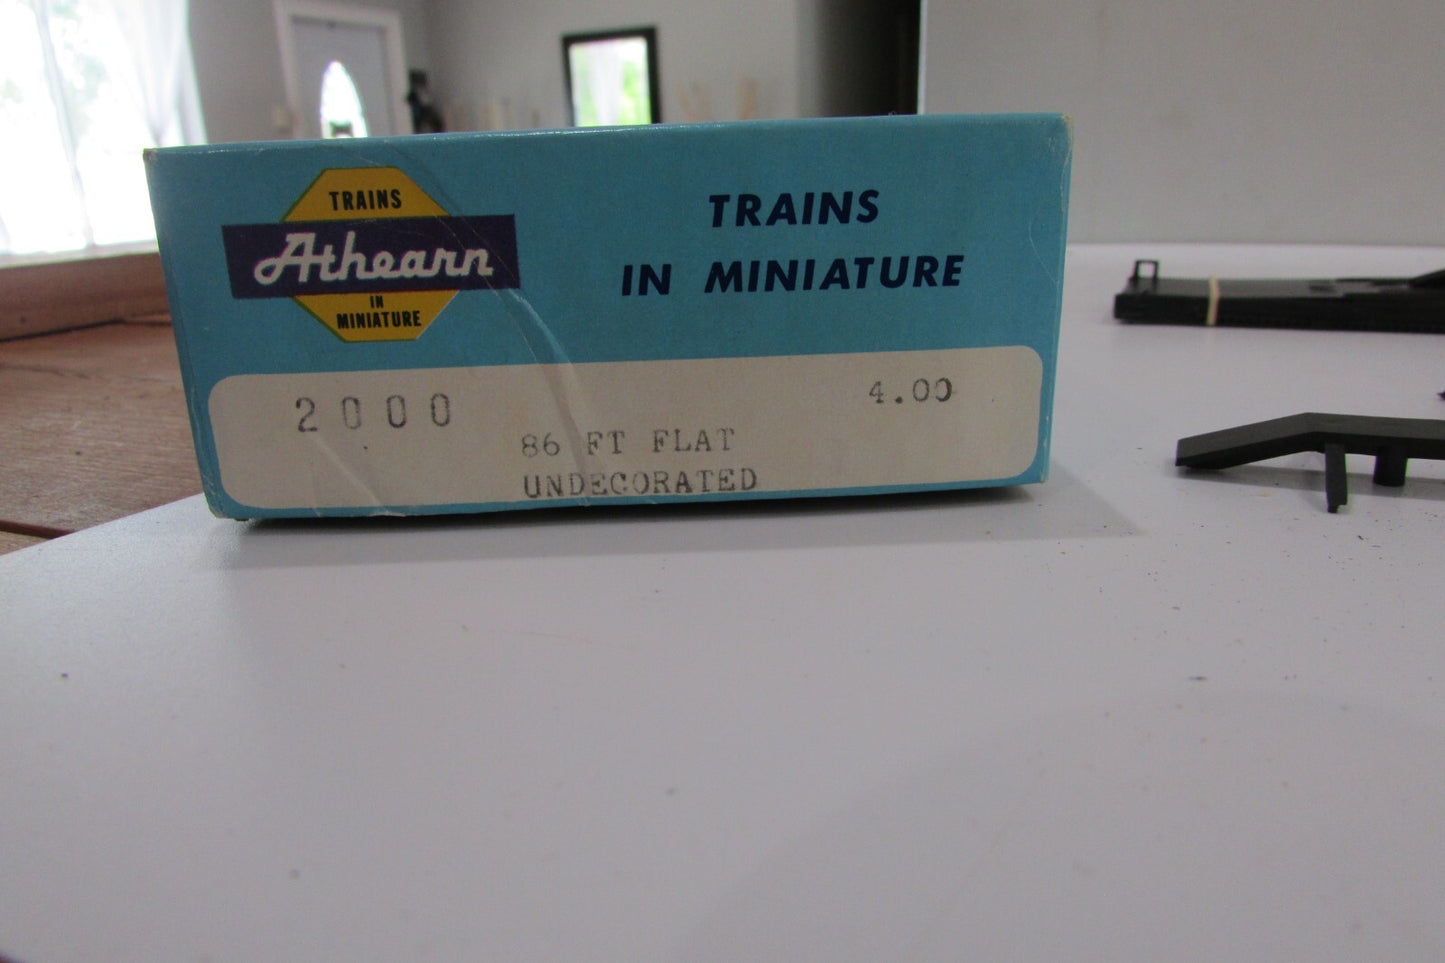 TRAINS
Athearn
IN
MINIATURE
TRAINS
IN MINIATURE
2000
4.00
86 FT FLAT
UNDECORATED